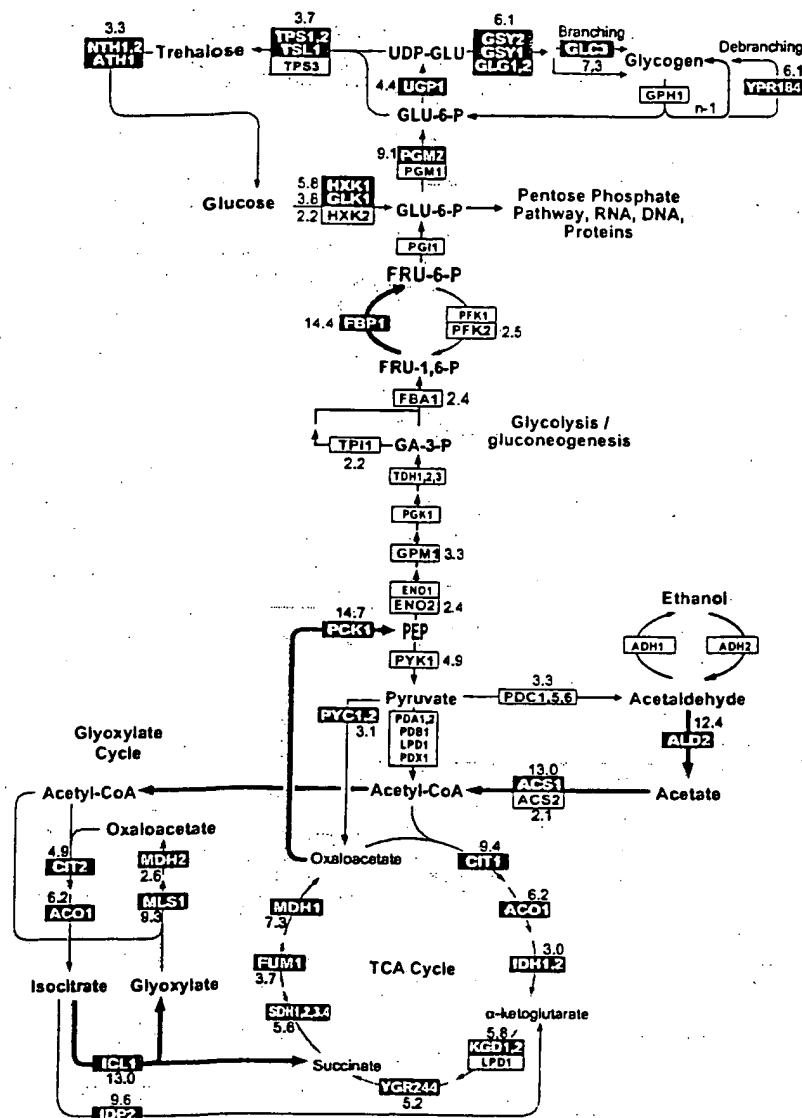 3.3
NTH1,2
ATH1
Trehalose
3.7
TPS1,2
TSL1
TPS3
UDP-GLU
6.1
GSY2
GSY1
GLG1,2
Branching
GLC3
7.3
Glycogen
Debranching
6.1
YPR184
GPH1
n-1
4.4
UGP1
GLU-6-P
9.1
PGM2
PGM1
Glucose
5.8
HXK1
3.8
GLK1
2.2
HXK2
GLU-6-P
Pentose Phosphate
Pathway, RNA, DNA,
Proteins
PGI1
FRU-6-P
14.4
FBP1
PFK1
PFK2
2.5
FRU-1,6-P
FBA1
2.4
Glycolysis /
gluconeogenesis
TPI1
2.2
GA-3-P
TDH1,2,3
PGK1
GPM1
3.3
ENO1
ENO2
2.4
14.7
PCK1
PEP
PYK1
4.9
Ethanol
ADH1
ADH2
Pyruvate
3.3
PDC1,5,6
Acetaldehyde
PYC1,2
3.1
PDA1,2
PDB1
LPD1
PDX1
12.4
ALD2
Glyoxylate
Cycle
Acetyl-CoA
Acetyl-CoA
13.0
ACS1
ACS2
2.1
Acetate
Oxaloacetate
4.9
CIT2
MDH2
2.6
6.2
ACO1
MLS1
9.3
Oxaloacetate
9.4
CIT1
MDH1
7.3
6.2
ACO1
FUM1
3.7
TCA Cycle
3.0
IDH1,2
Isocitrate
Glyoxylate
SDH1,2,3,4
5.6
α-ketoglutarate
5.8
KGD1,2
LPD1
ICL1
13.0
Succinate
YGR244
5.2
9.6
IDP2